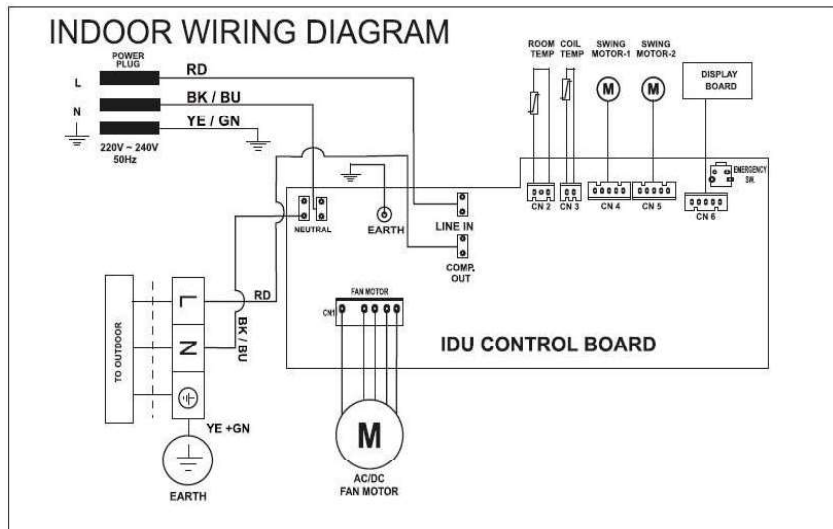 INDOOR WIRING DIAGRAM
POWER
PLUG
L
N
RD
BK / BU
YE / GN
220V ~ 240V
50Hz
ROOM
TEMP
COIL
TEMP
SWING
MOTOR-1
SWING
MOTOR-2
M
M
DISPLAY
BOARD
EMERGENCY
SW.
CN 2
CN 3
CN 4
CN 5
CN 6
NEUTRAL
EARTH
LINE IN
COMP.
OUT
FAN MOTOR
CN1
IDU CONTROL BOARD
TO OUTDOOR
L
N
RD
BK / BU
YE +GN
EARTH
M
AC/DC
FAN MOTOR